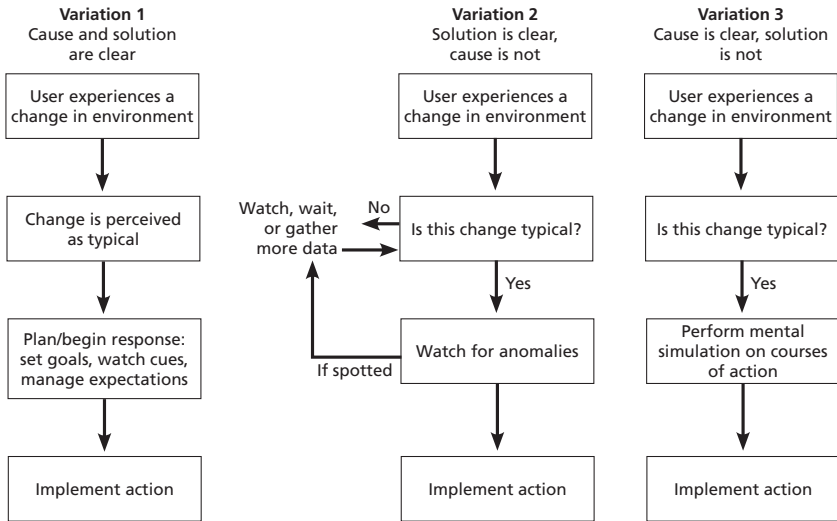 Variation 1
Cause and solution
are clear
User experiences a
change in environment
Change is perceived
as typical
Plan/begin response:
set goals, watch cues,
manage expectations
Implement action
Variation 2
Solution is clear,
cause is not
User experiences a
change in environment
Watch, wait,
or gather
more data
No
Is this change typical?
Yes
If spotted
Watch for anomalies
Implement action
Variation 3
Cause is clear, solution
is not
User experiences a
change in environment
Is this change typical?
Yes
Perform mental
simulation on courses
of action
Implement action